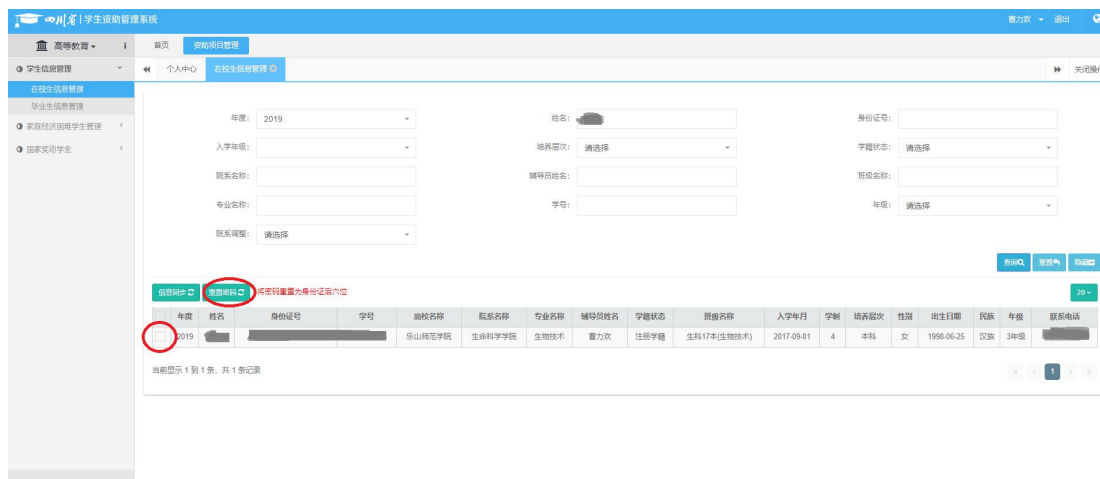 四川省 | 学生资助管理系统
曹力欢 退出
高等教育
首页 资助项目管理
学生信息管理
个人中心 在校生信息管理
关闭操作
在校生信息管理
毕业生信息管理
家庭经济困难学生管理
国家奖助学金
年度: 2019 姓名: 身份证号:
入学年级: 培养层次: 请选择 学籍状态: 请选择
院系名称: 辅导员姓名: 班级名称:
专业名称: 学号: 年级: 请选择
院系调整: 请选择
查询 重置 隐藏
信息同步 重置密码 将密码重置为身份证后六位 20
年度 姓名 身份证号 学号 高校名称 院系名称 专业名称 辅导员姓名 学籍状态 班级名称 入学年月 学制 培养层次 性别 出生日期 民族 年级 联系电话
2019 乐山师范学院 生命科学学院 生物技术 曹力欢 注册学籍 生科17本(生物技术) 2017-09-01 4 本科 女 1998-06-25 汉族 3年级
当前显示 1 到 1 条, 共 1 条记录
« ‹ 1 › »